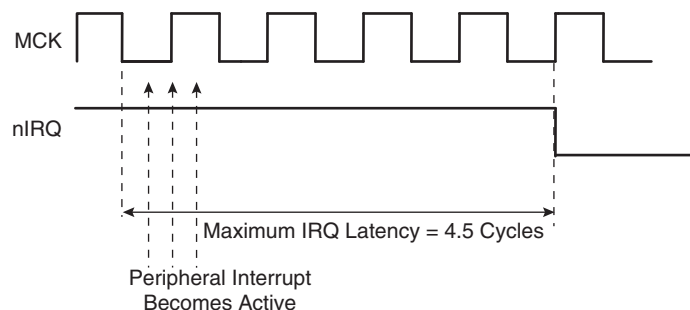 MCK
nIRQ
Maximum IRQ Latency = 4.5 Cycles
Peripheral Interrupt
Becomes Active